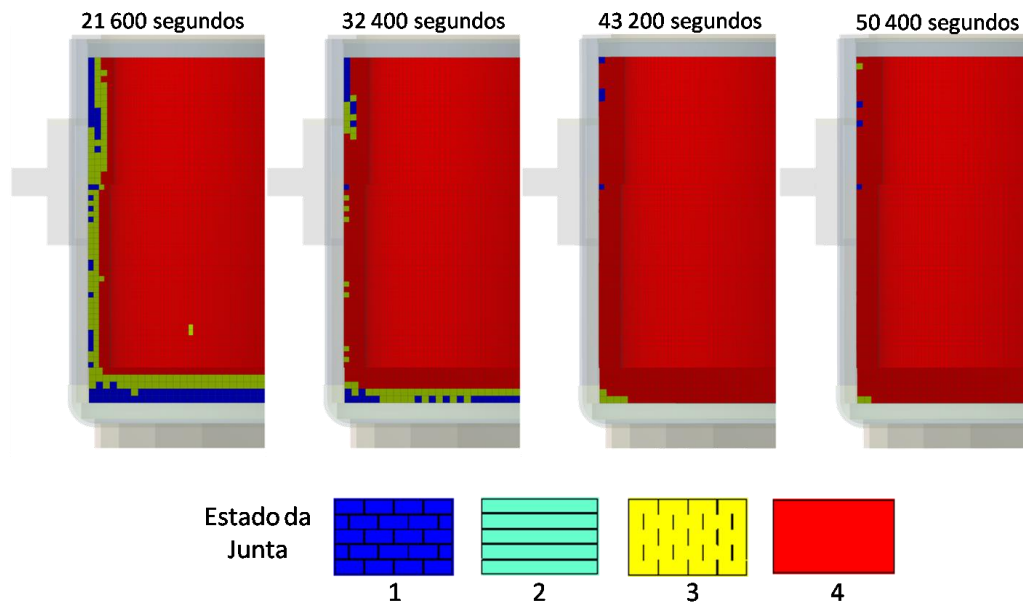 21 600 segundos
32 400 segundos
43 200 segundos
50 400 segundos
Estado da
Junta
1
2
3
4